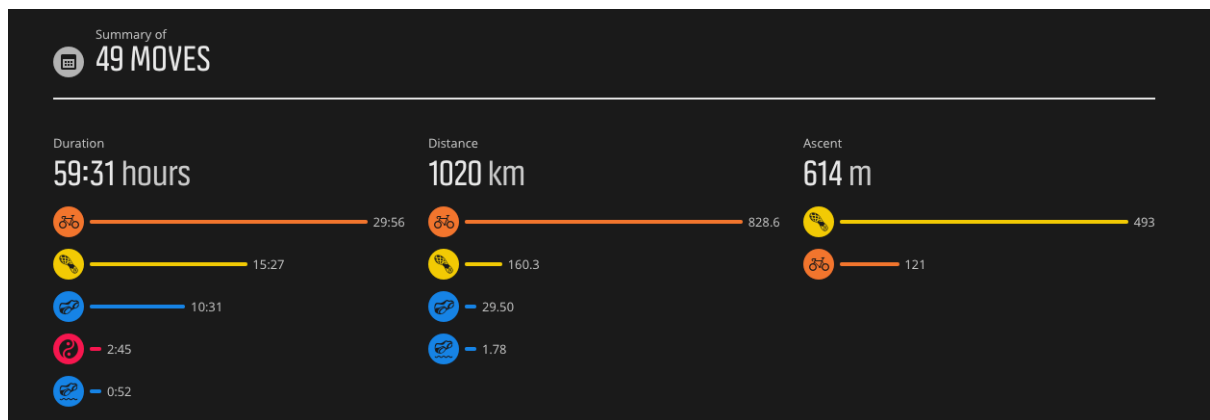 Summary of
49 MOVES
Duration
59:31 hours
29:56
15:27
10:31
2:45
0:52
Distance
1020 km
828.6
160.3
29.50
1.78
Ascent
614 m
493
121